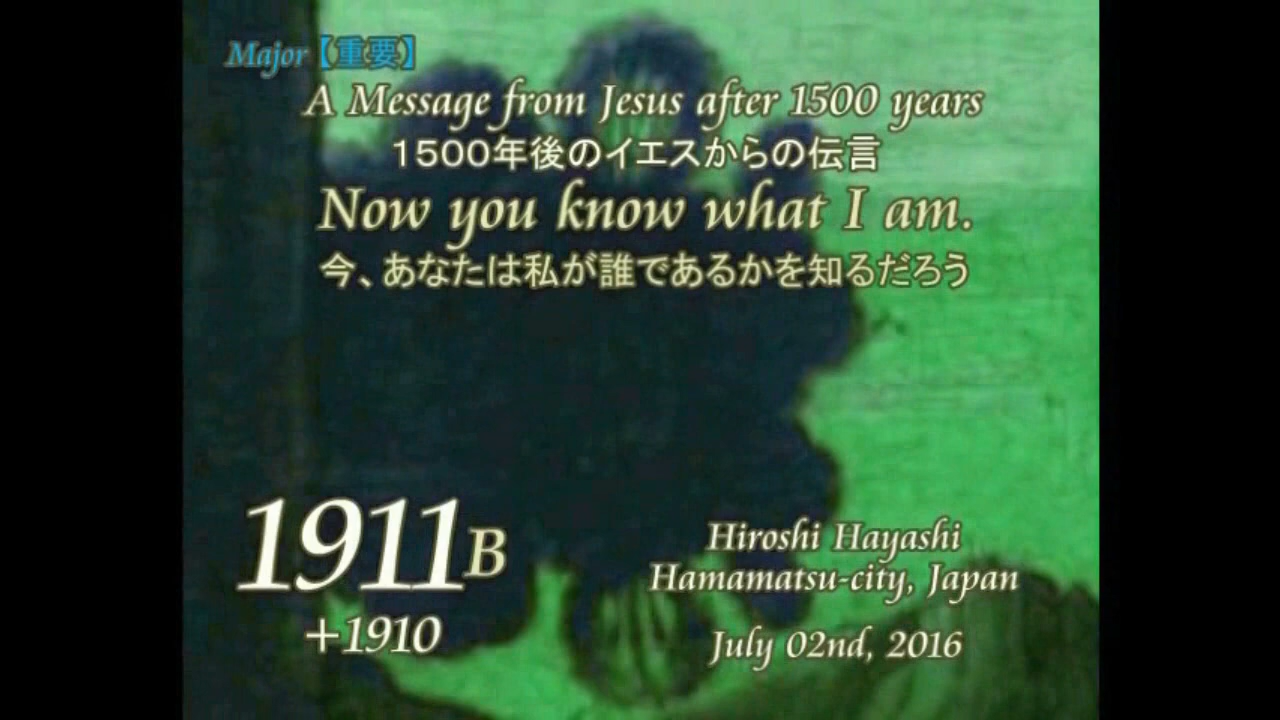 Major【重要】
A Message from Jesus after 1500 years
１５００年後のイエスからの伝言
Now you know what I am.
今、あなたは私が誰であるかを知るだろう
1911B
+1910
Hiroshi Hayashi
Hamamatsu-city, Japan
July 02nd, 2016